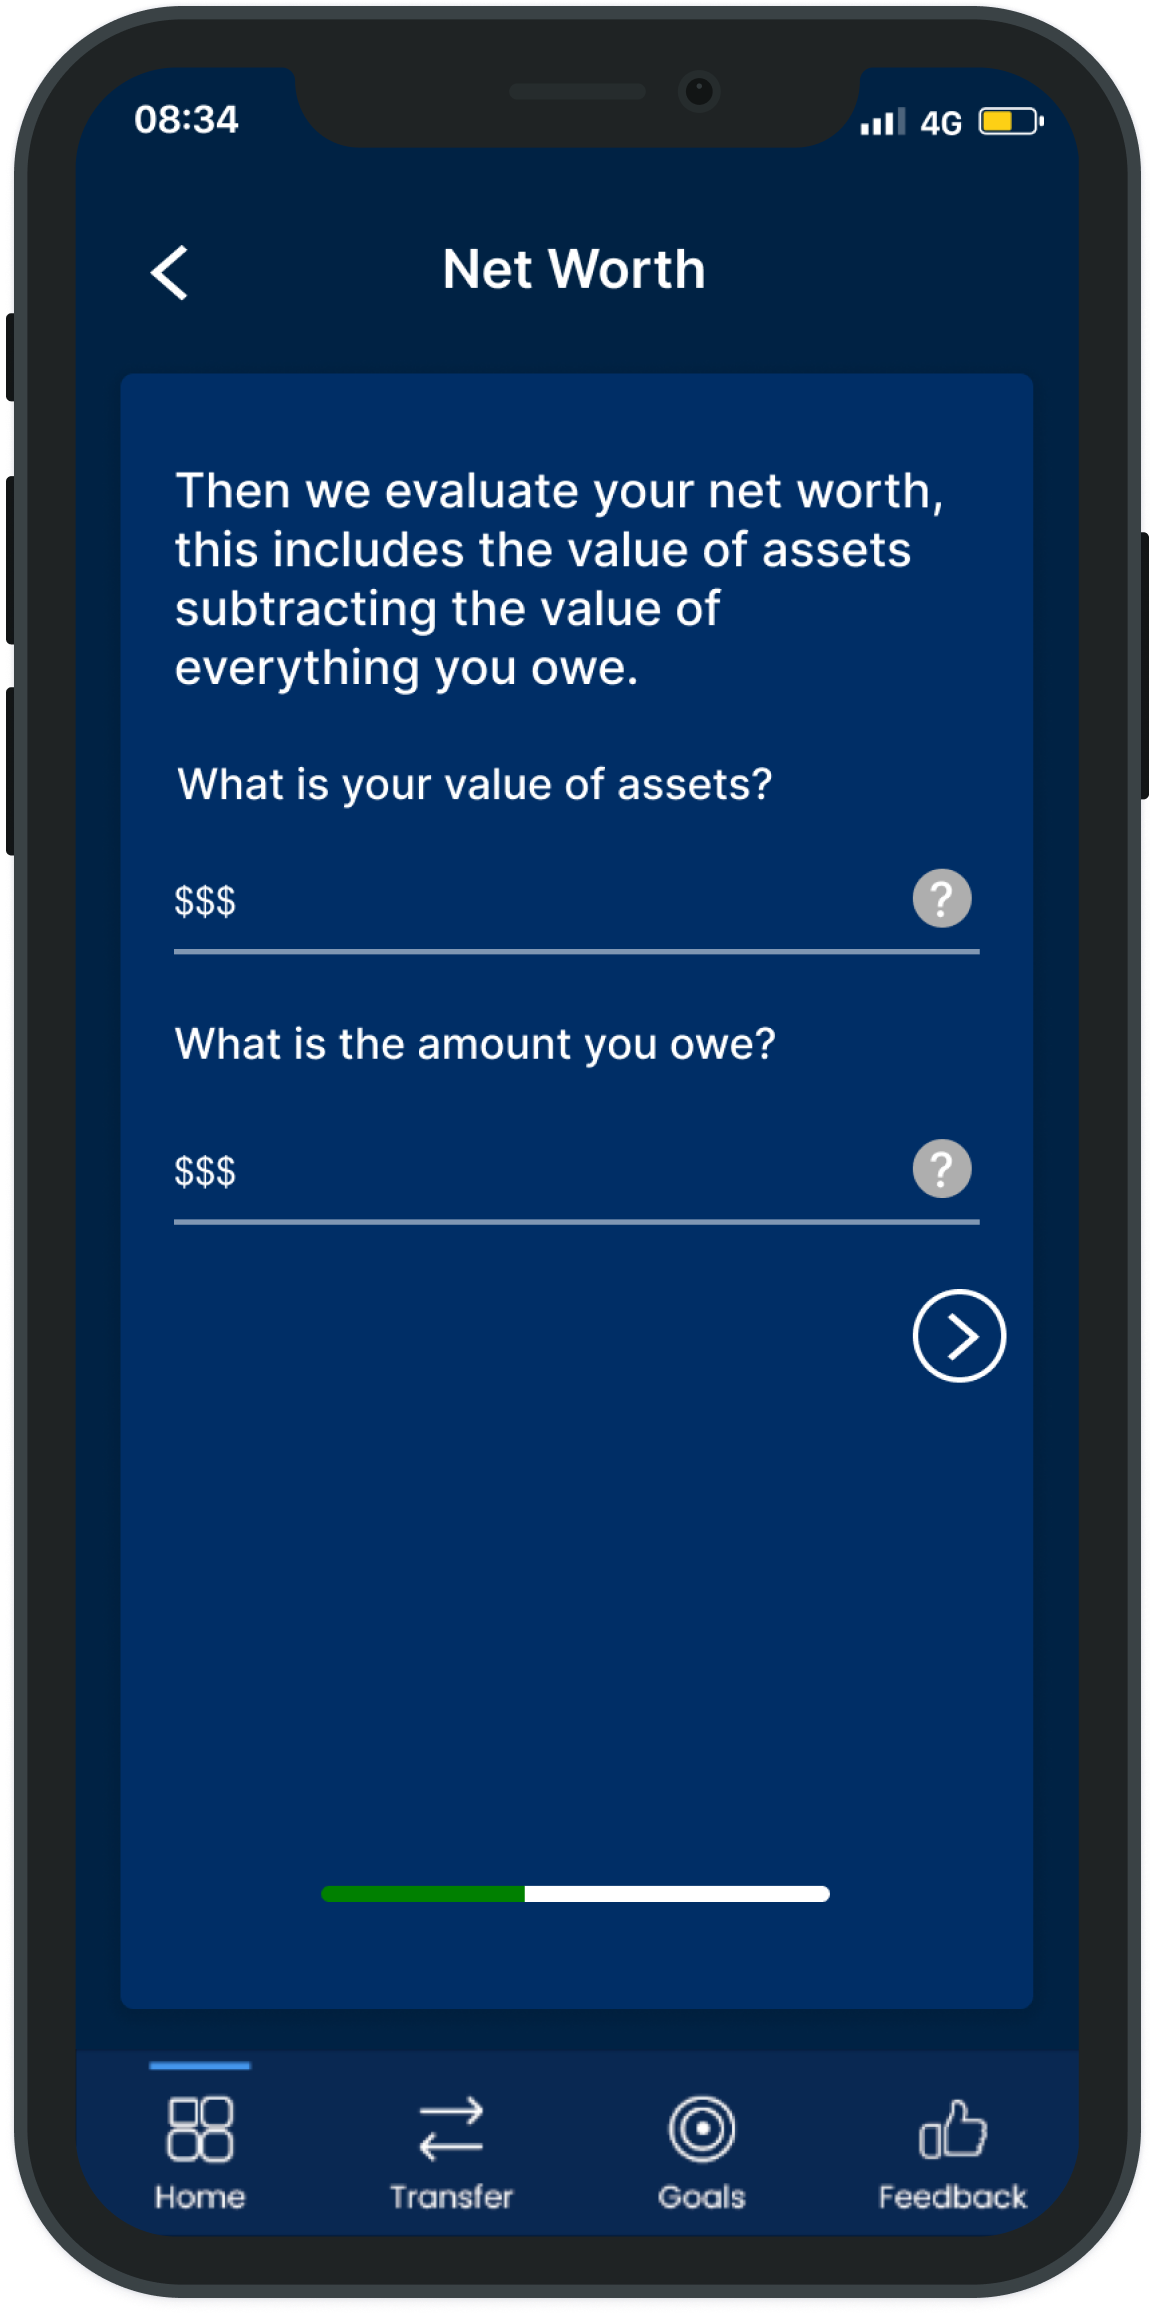 08:34
4G
Net Worth
Then we evaluate your net worth,
this includes the value of assets
subtracting the value of
everything you owe.
What is your value of assets?
$$$
?
What is the amount you owe?
$$$
?
Home
Transfer
Goals
Feedback